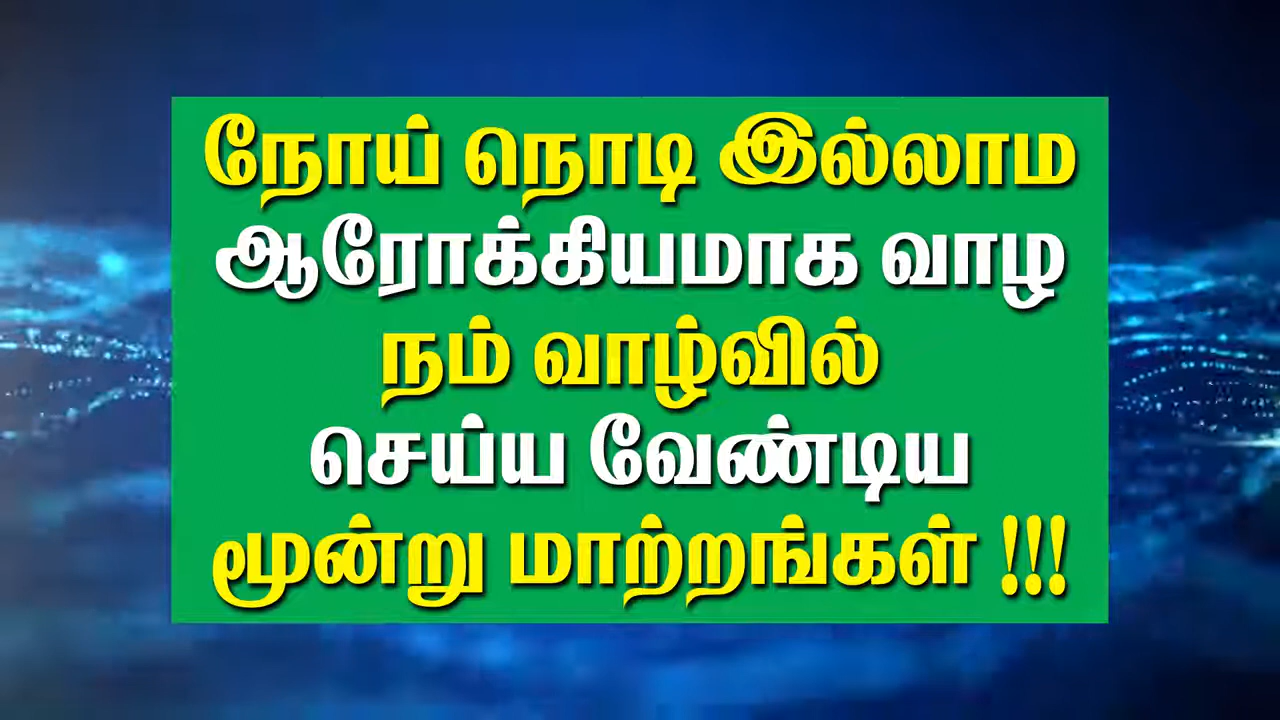 நோய் நொடி இல்லாம
ஆரோக்கியமாக வாழ
நம் வாழ்வில்
செய்ய வேண்டிய
மூன்று மாற்றங்கள் !!!